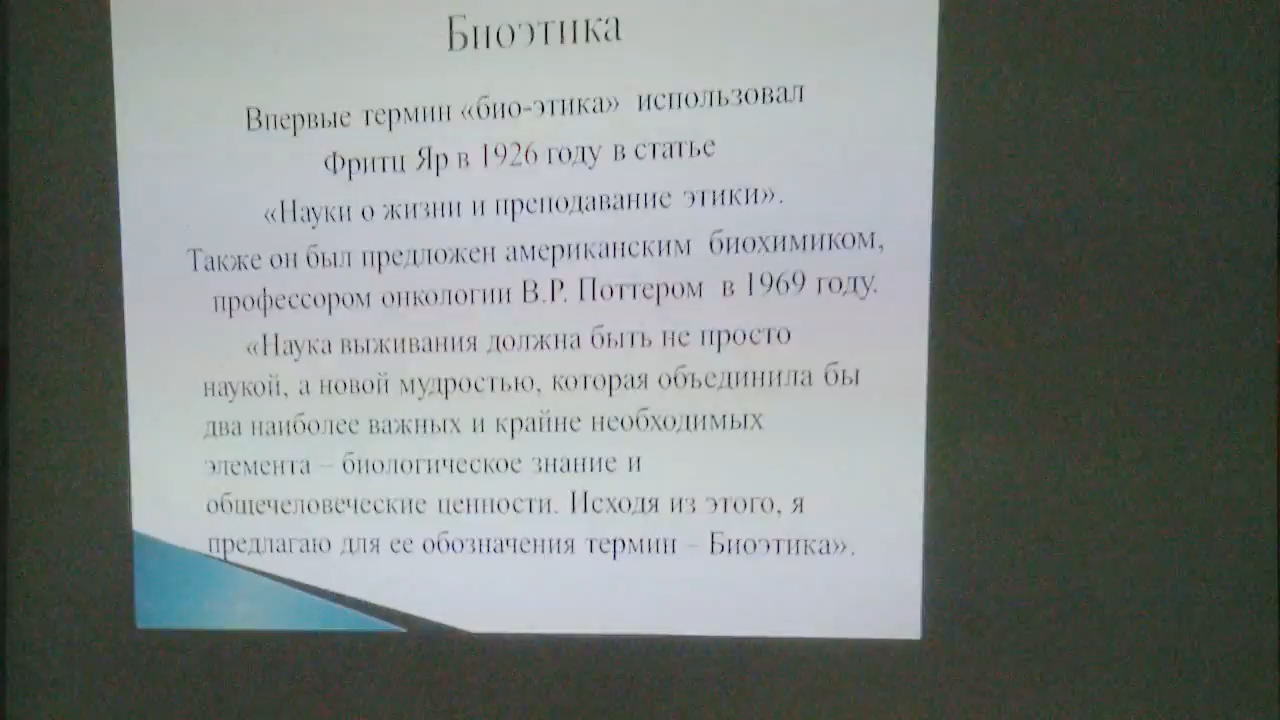 Биоэтика
Впервые термин «био-этика» использовал
Фритц Яр в 1926 году в статье
«Науки о жизни и преподавание этики».
Также он был предложен американским биохимиком,
профессором онкологии В.Р. Поттером в 1969 году.
«Наука выживания должна быть не просто
наукой, а новой мудростью, которая объединила бы
два наиболее важных и крайне необходимых
элемента – биологическое знание и
общечеловеческие ценности. Исходя из этого, я
предлагаю для ее обозначения термин – Биоэтика».